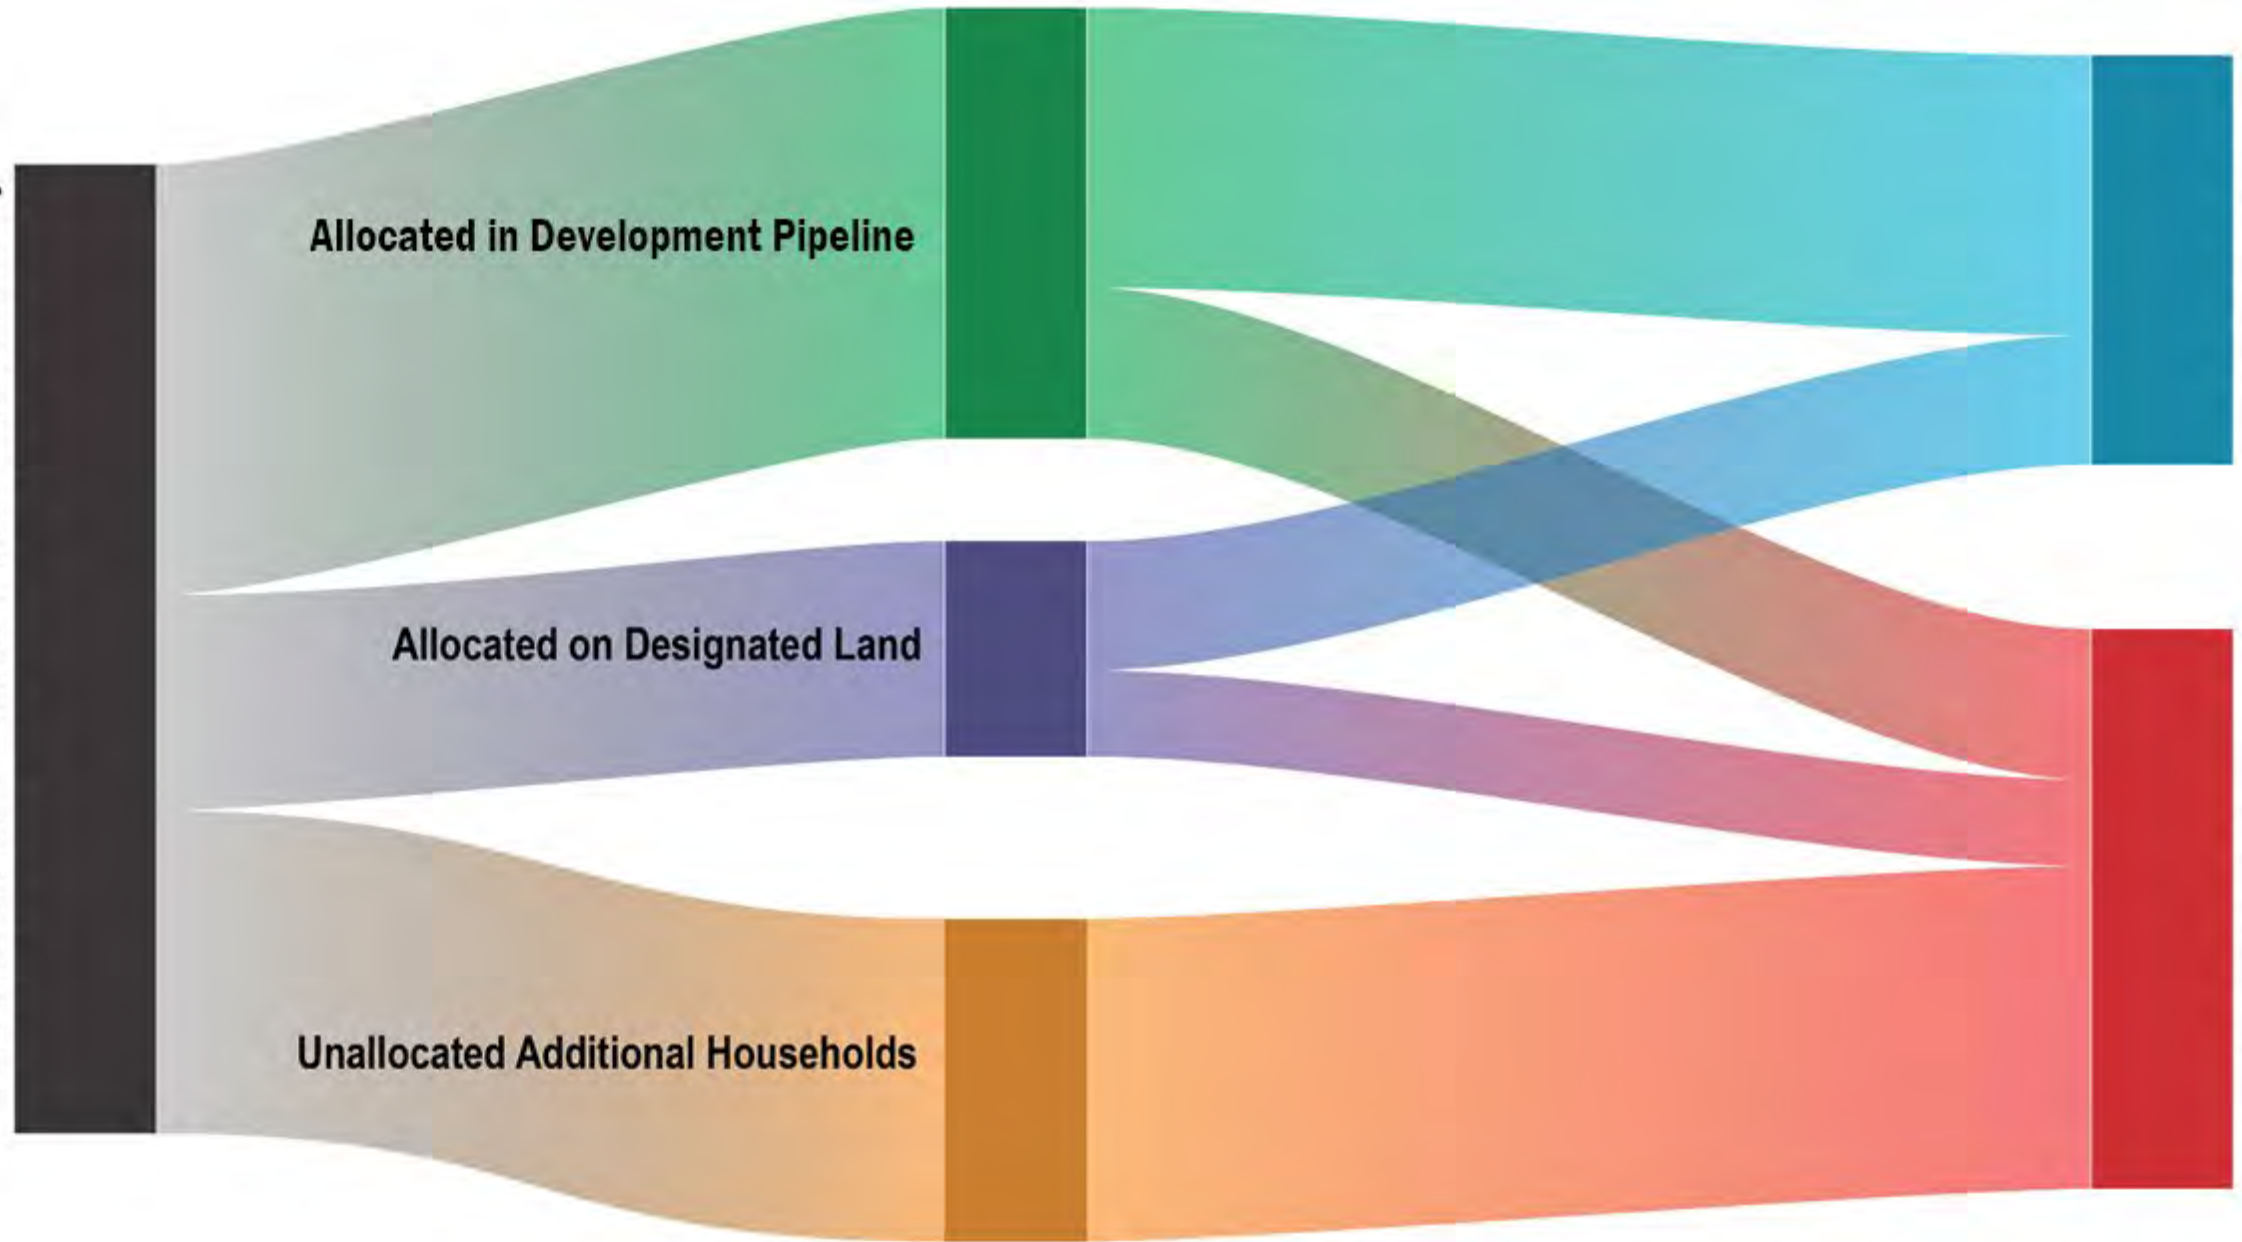 Allocated in Development Pipeline
Allocated on Designated Land
Unallocated Additional Households